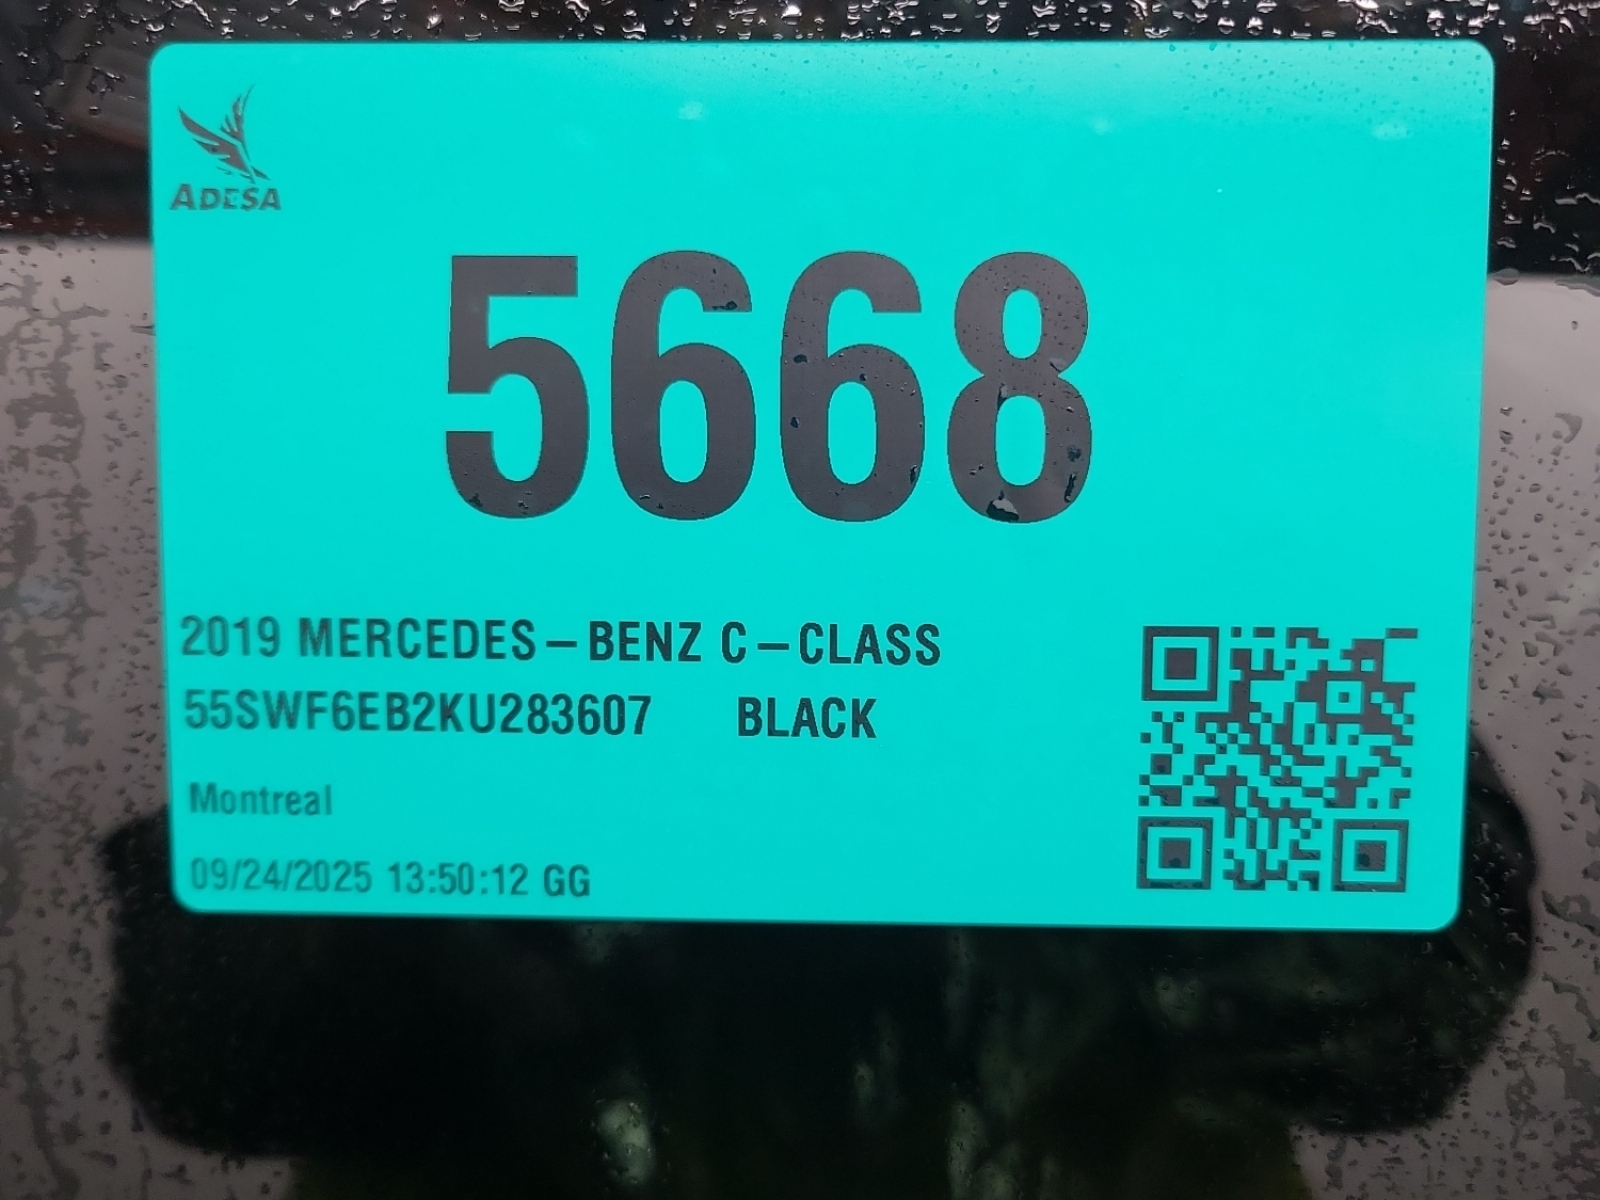 ADESA
5668
2019 MERCEDES-BENZ C-CLASS
55SWF6EB2KU283607 BLACK
Montreal
09/24/2025 13:50:12 GG